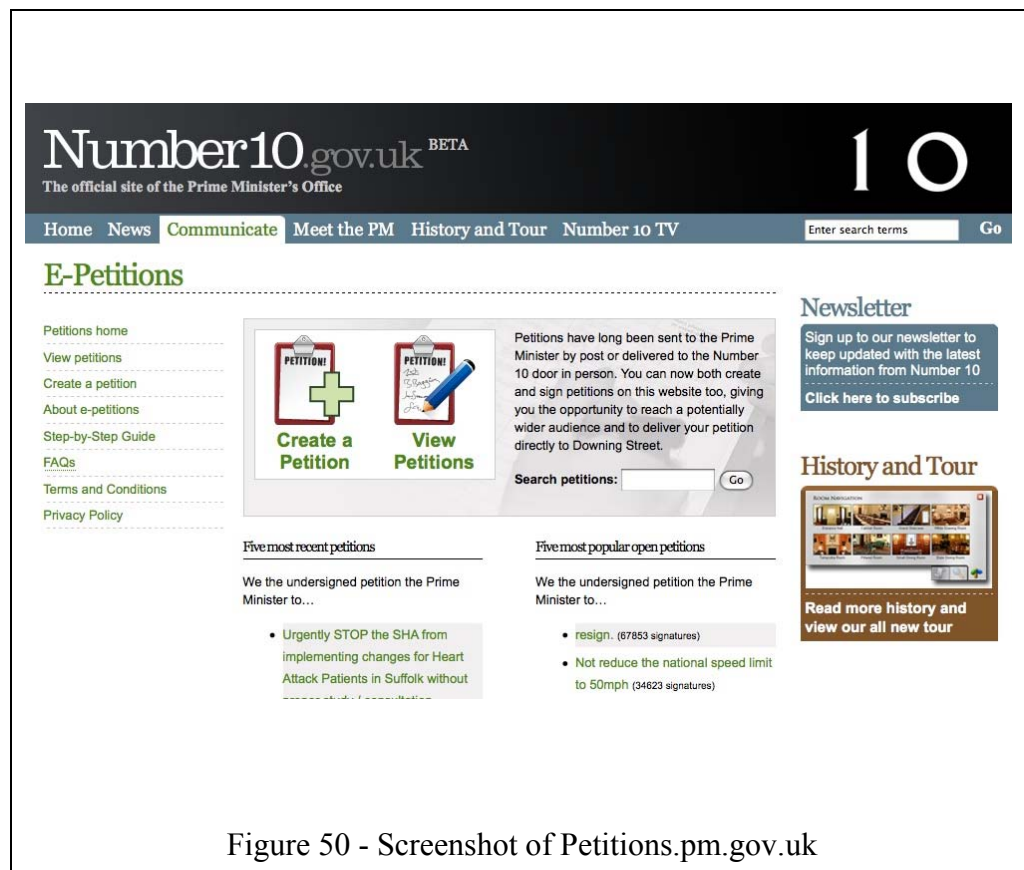 Number10.gov.uk BETA
The official site of the Prime Minister's Office
10
Home News Communicate Meet the PM History and Tour Number 10 TV
Enter search terms Go
E-Petitions
Petitions home
View petitions
Create a petition
About e-petitions
Step-by-Step Guide
FAQs
Terms and Conditions
Privacy Policy
PETITION!
Create a
Petition
PETITION!
View
Petitions
Petitions have long been sent to the Prime
Minister by post or delivered to the Number
10 door in person. You can now both create
and sign petitions on this website too, giving
you the opportunity to reach a potentially
wider audience and to deliver your petition
directly to Downing Street.
Search petitions: Go
Five most recent petitions
We the undersigned petition the Prime
Minister to…
• Urgently STOP the SHA from
implementing changes for Heart
Attack Patients in Suffolk without
Five most popular open petitions
We the undersigned petition the Prime
Minister to…
• resign. (67853 signatures)
• Not reduce the national speed limit
to 50mph (34623 signatures)
Newsletter
Sign up to our newsletter to
keep updated with the latest
information from Number 10
Click here to subscribe
History and Tour
ROOM NAVIGATION
Read more history and
view our all new tour
Figure 50 - Screenshot of Petitions.pm.gov.uk